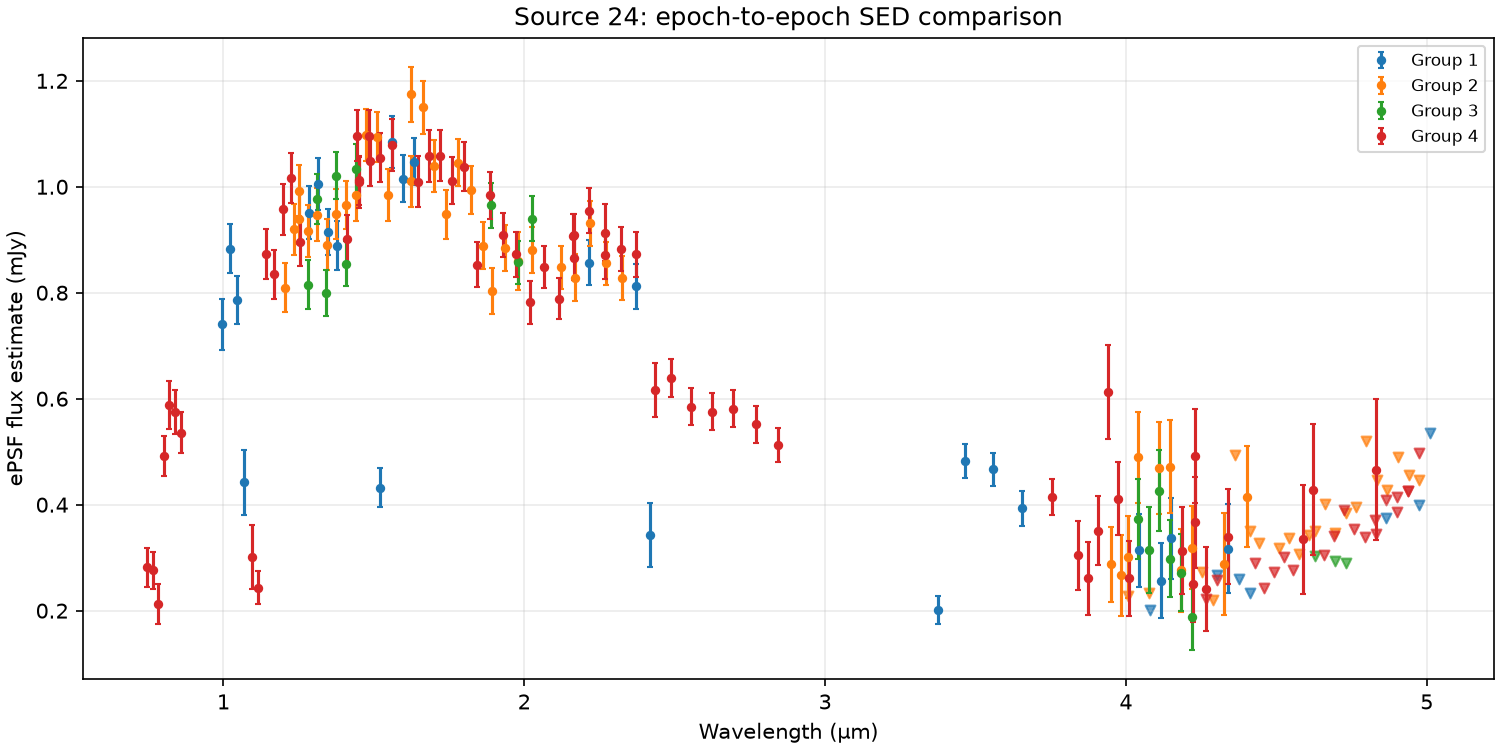 Source 24: epoch-to-epoch SED comparison
ePSF flux estimate (mJy)
1.2
1.0
0.8
0.6
0.4
0.2
Group 1
Group 2
Group 3
Group 4
1 2 3 4 5
Wavelength (μm)